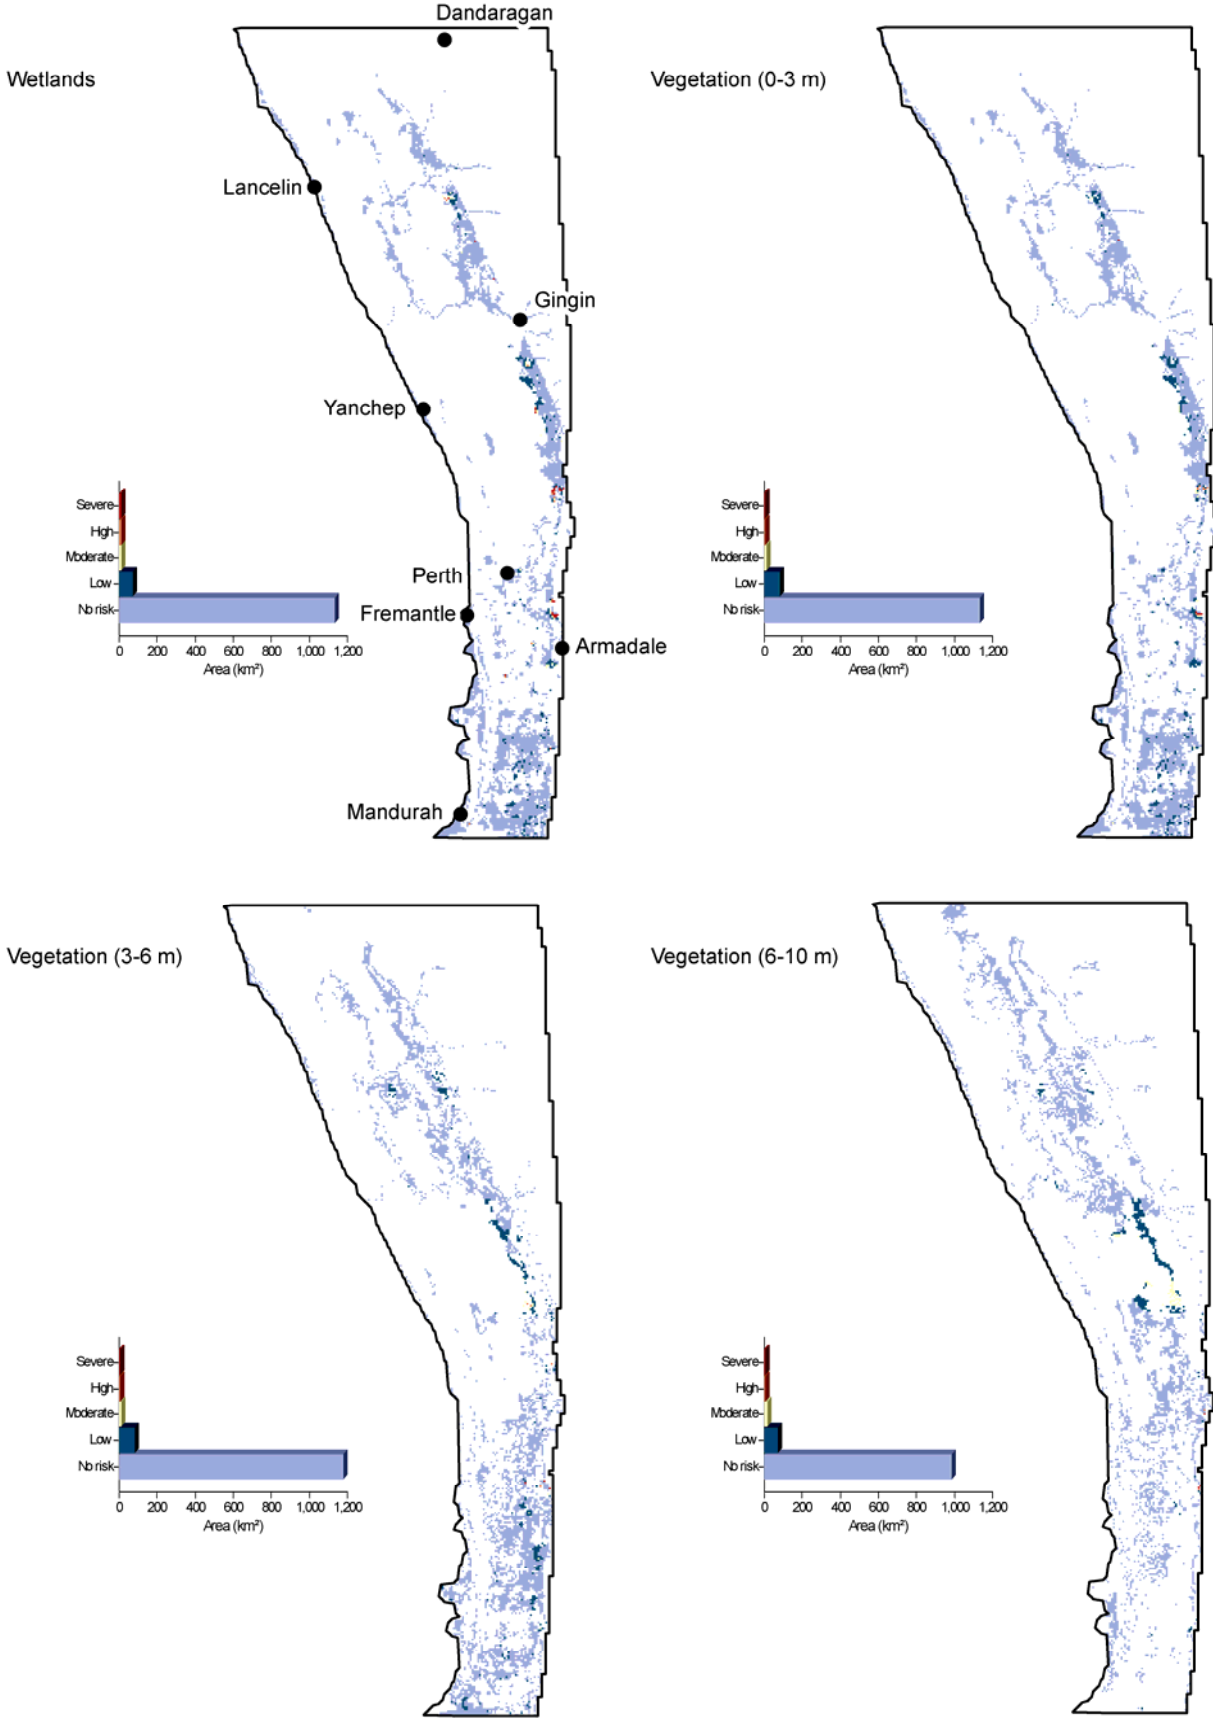 Dandaragan
Wetlands
Vegetation (0-3 m)
Lancelin
Gingin
Yanchep
Severe
High
Moderate
Low
No risk
0 200 400 600 800 1,000 1,200
Area (km²)
Perth
Fremantle
Armadale
Mandurah
Severe
High
Moderate
Low
No risk
0 200 400 600 800 1,000 1,200
Area (km²)
Vegetation (3-6 m)
Vegetation (6-10 m)
Severe
High
Moderate
Low
No risk
0 200 400 600 800 1,000 1,200
Area (km²)
Severe
High
Moderate
Low
No risk
0 200 400 600 800 1,000 1,200
Area (km²)